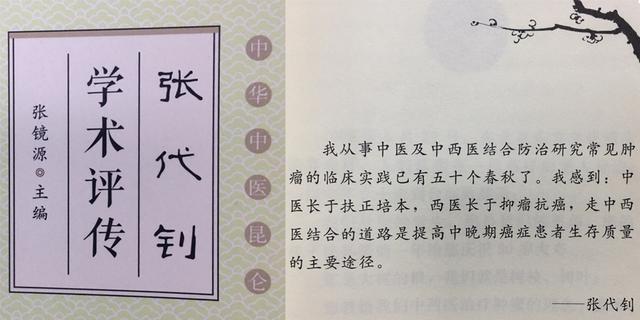 张代钊
学术评传
张镜源◎主编
中华中医昆仑
我从事中医及中西医结合防治研究常见肿
瘤的临床实践已有五十个春秋了。我感到：中
医长于扶正培本，西医长于抑瘤抗癌，走中西
医结合的道路是提高中晚期癌症患者生存质量
的主要途径。
——张代钊